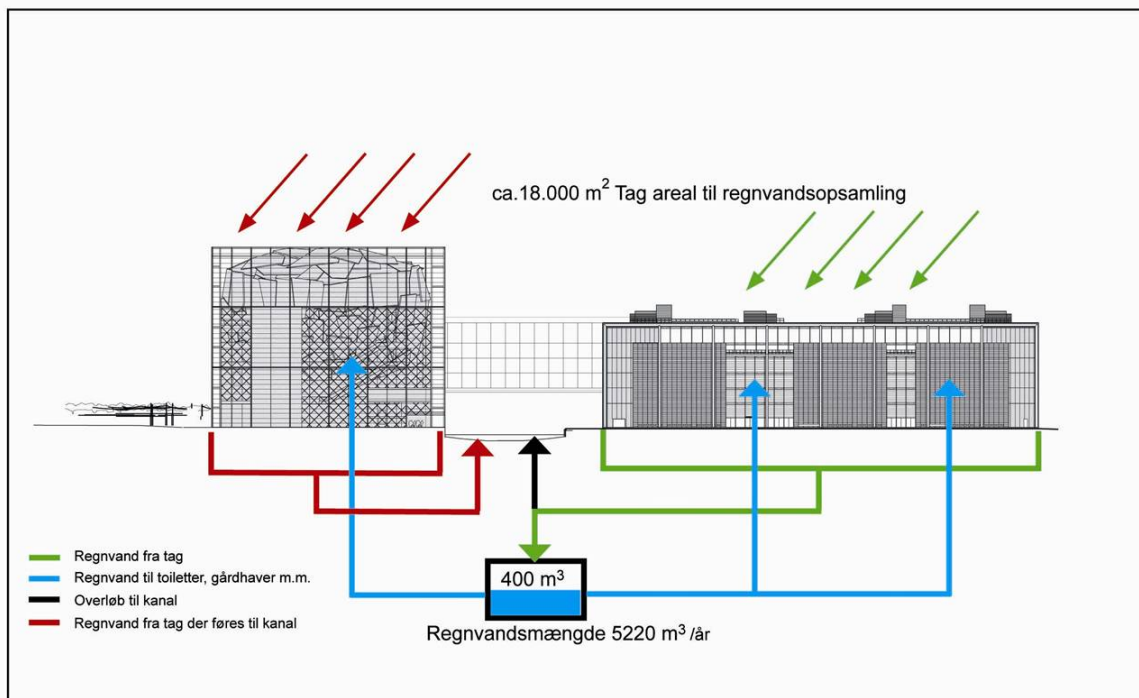 ca.18.000 m² Tag areal til regnvandsopsamling
Regnvand fra tag
Regnvand til toiletter, gårdhaver m.m.
Overløb til kanal
Regnvand fra tag der føres til kanal
400 m³
Regnvandsmængde 5220 m³ /år